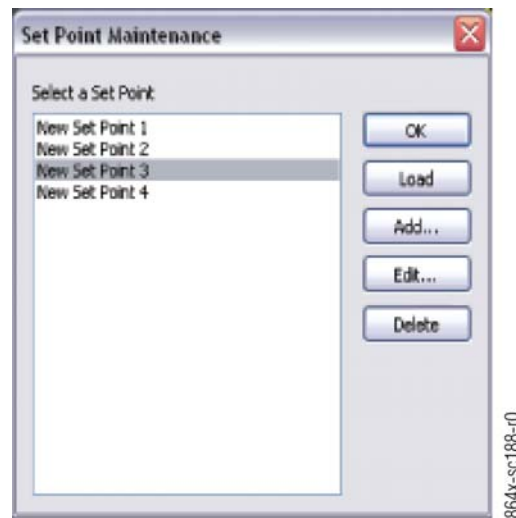 Set Point Maintenance
Select a Set Point
New Set Point 1
New Set Point 2
New Set Point 3
New Set Point 4
OK
Load
Add...
Edit...
Delete
864x-sc188-r0